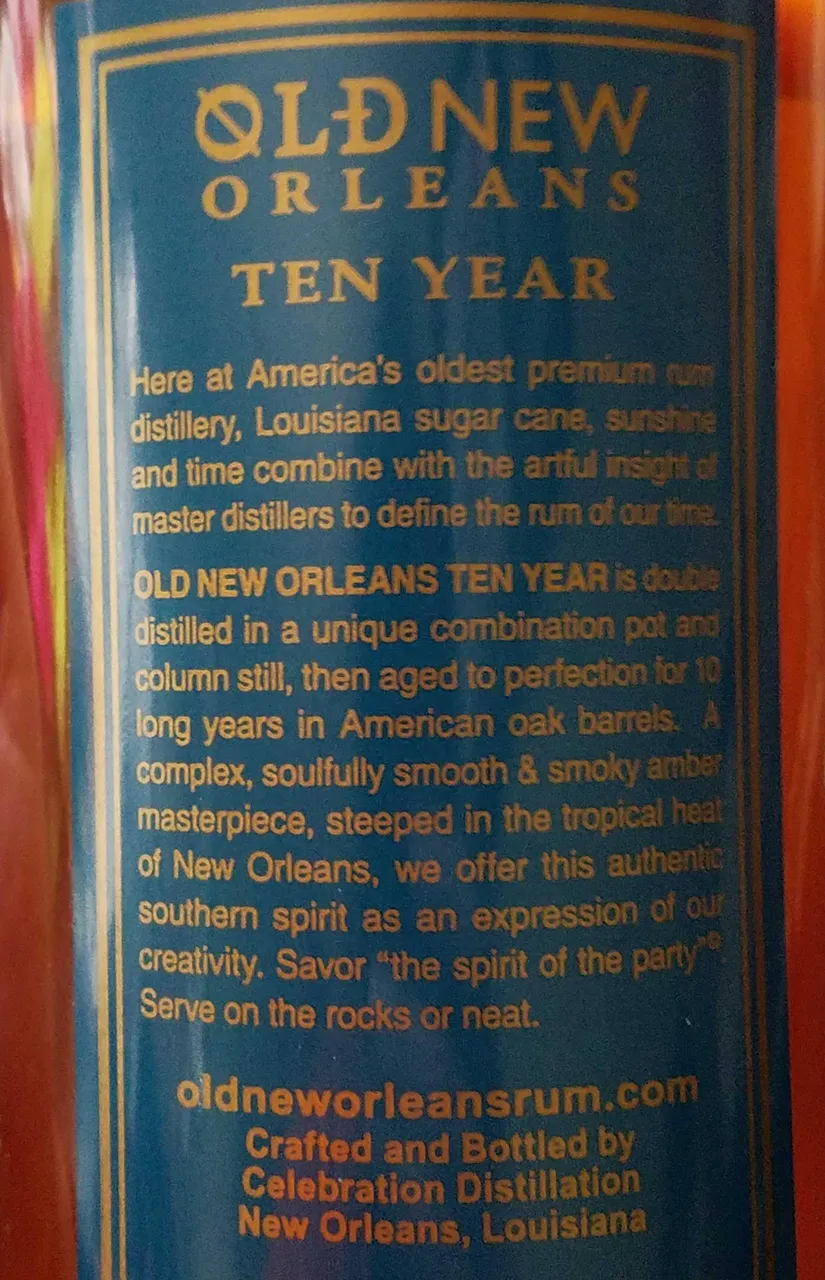 OLD NEW
ORLEANS
TEN YEAR
Here at America's oldest premium rum
distillery, Louisiana sugar cane, sunshine
and time combine with the artful insight of
master distillers to define the rum of our time.
OLD NEW ORLEANS TEN YEAR is double
distilled in a unique combination pot and
column still, then aged to perfection for 10
long years in American oak barrels. A
complex, soulfully smooth & smoky amber
masterpiece, steeped in the tropical heat
of New Orleans, we offer this authentic
southern spirit as an expression of our
creativity. Savor “the spirit of the party”®.
Serve on the rocks or neat.
oldneworleansrum.com
Crafted and Bottled by
Celebration Distillation
New Orleans, Louisiana